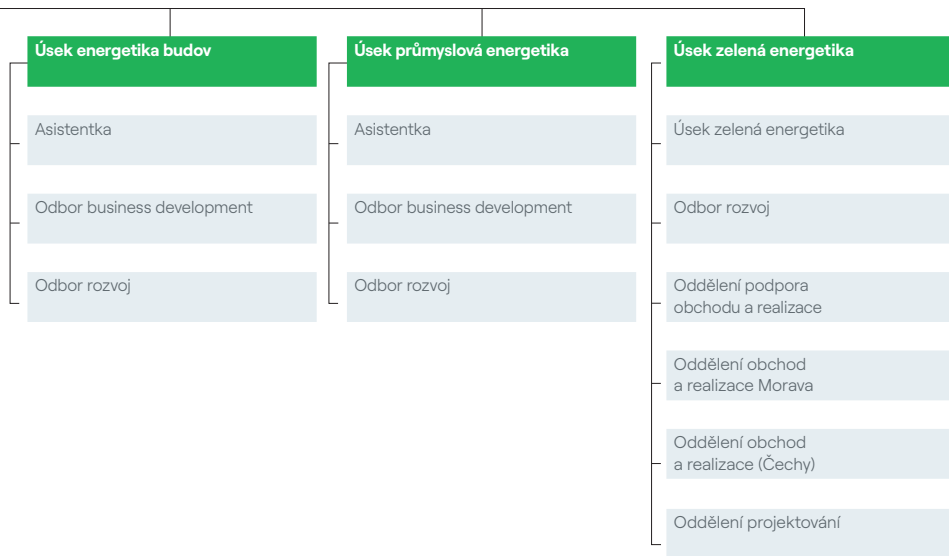 Úsek energetika budov
Asistentka
Odbor business development
Odbor rozvoj
Úsek průmyslová energetika
Asistentka
Odbor business development
Odbor rozvoj
Úsek zelená energetika
Úsek zelená energetika
Odbor rozvoj
Oddělení podpora
obchodu a realizace
Oddělení obchod
a realizace Morava
Oddělení obchod
a realizace (Čechy)
Oddělení projektování